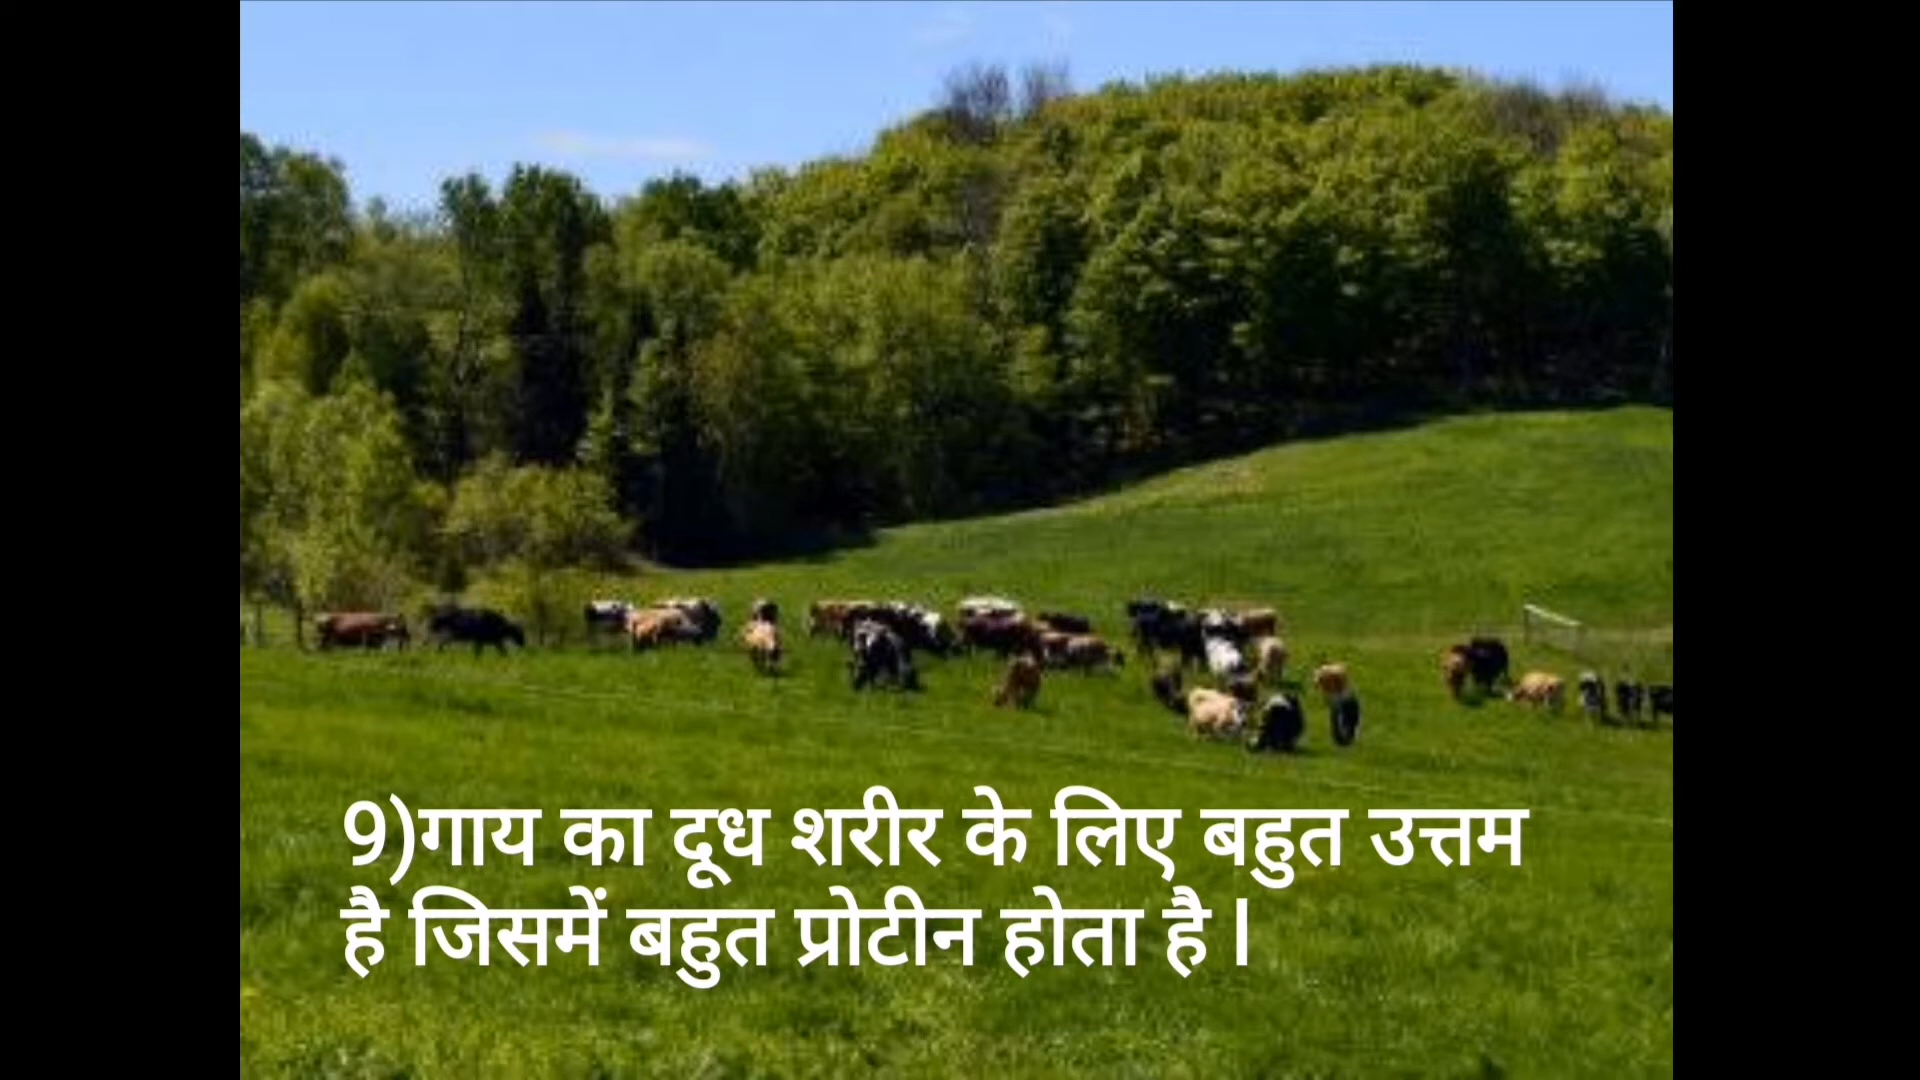 9)गाय का दूध शरीर के लिए बहुत उत्तम
है जिसमें बहुत प्रोटीन होता है l